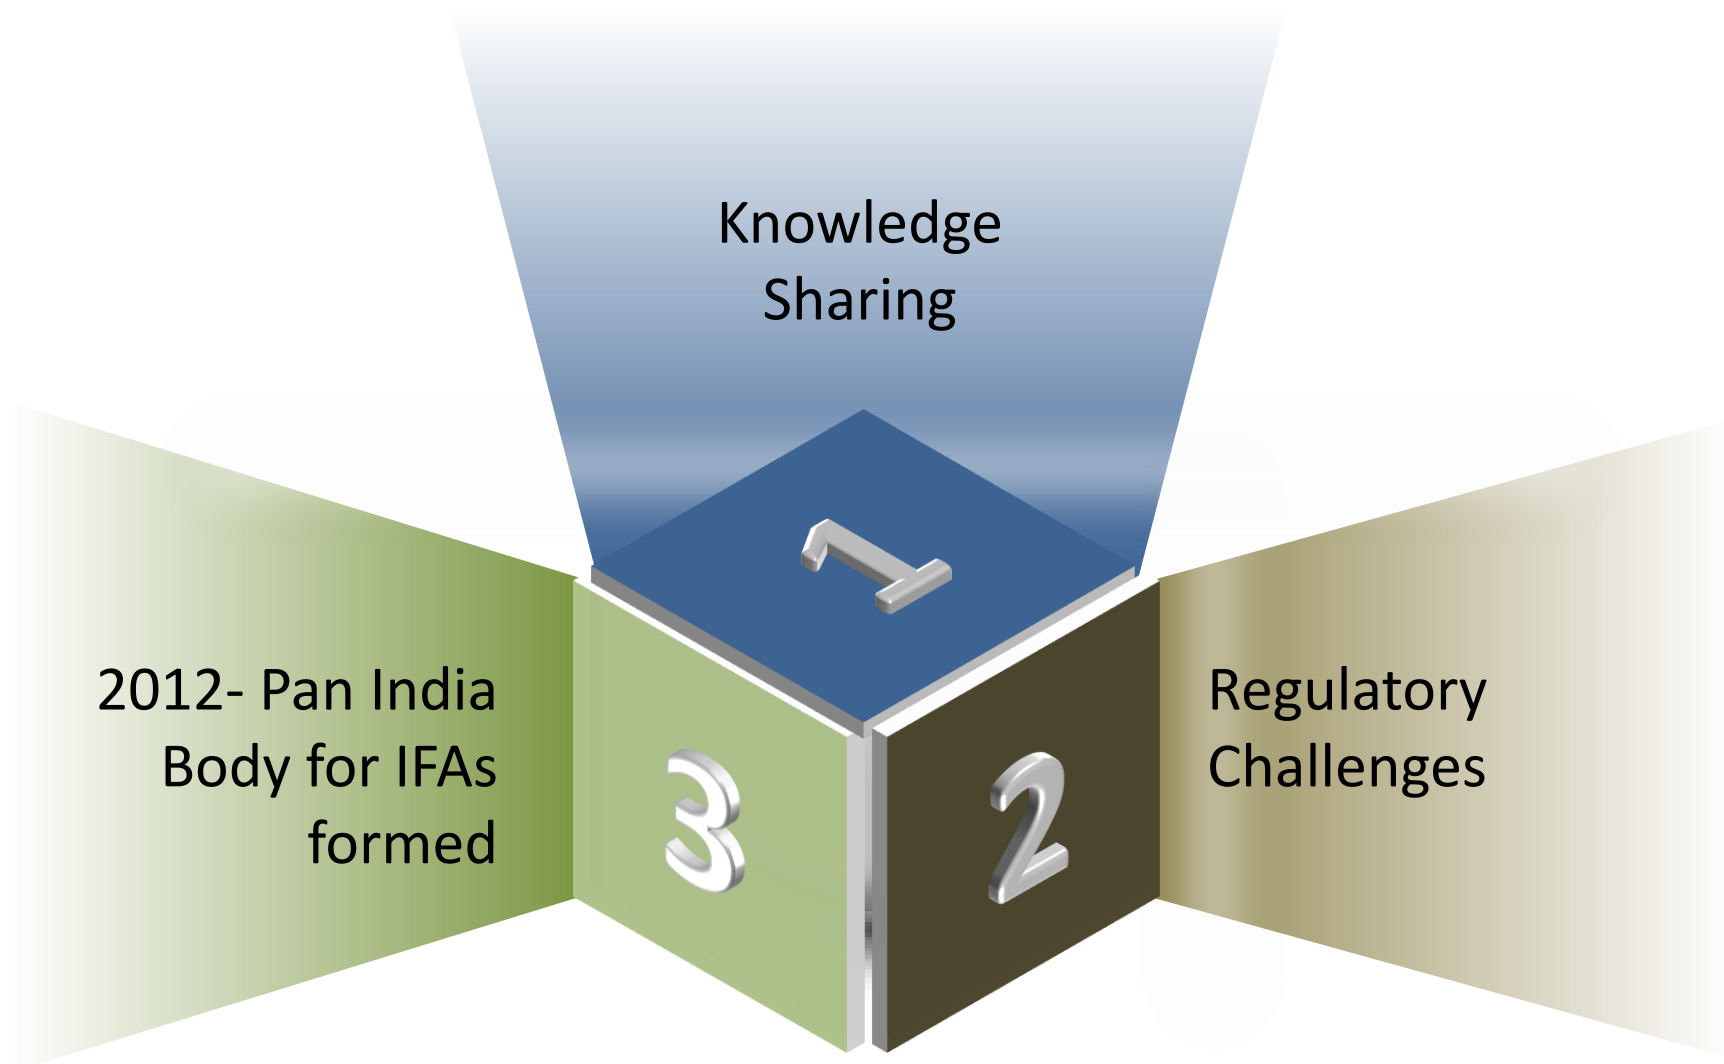 Knowledge
Sharing
1
2012- Pan India
Body for IFAs
formed
3
2
Regulatory
Challenges